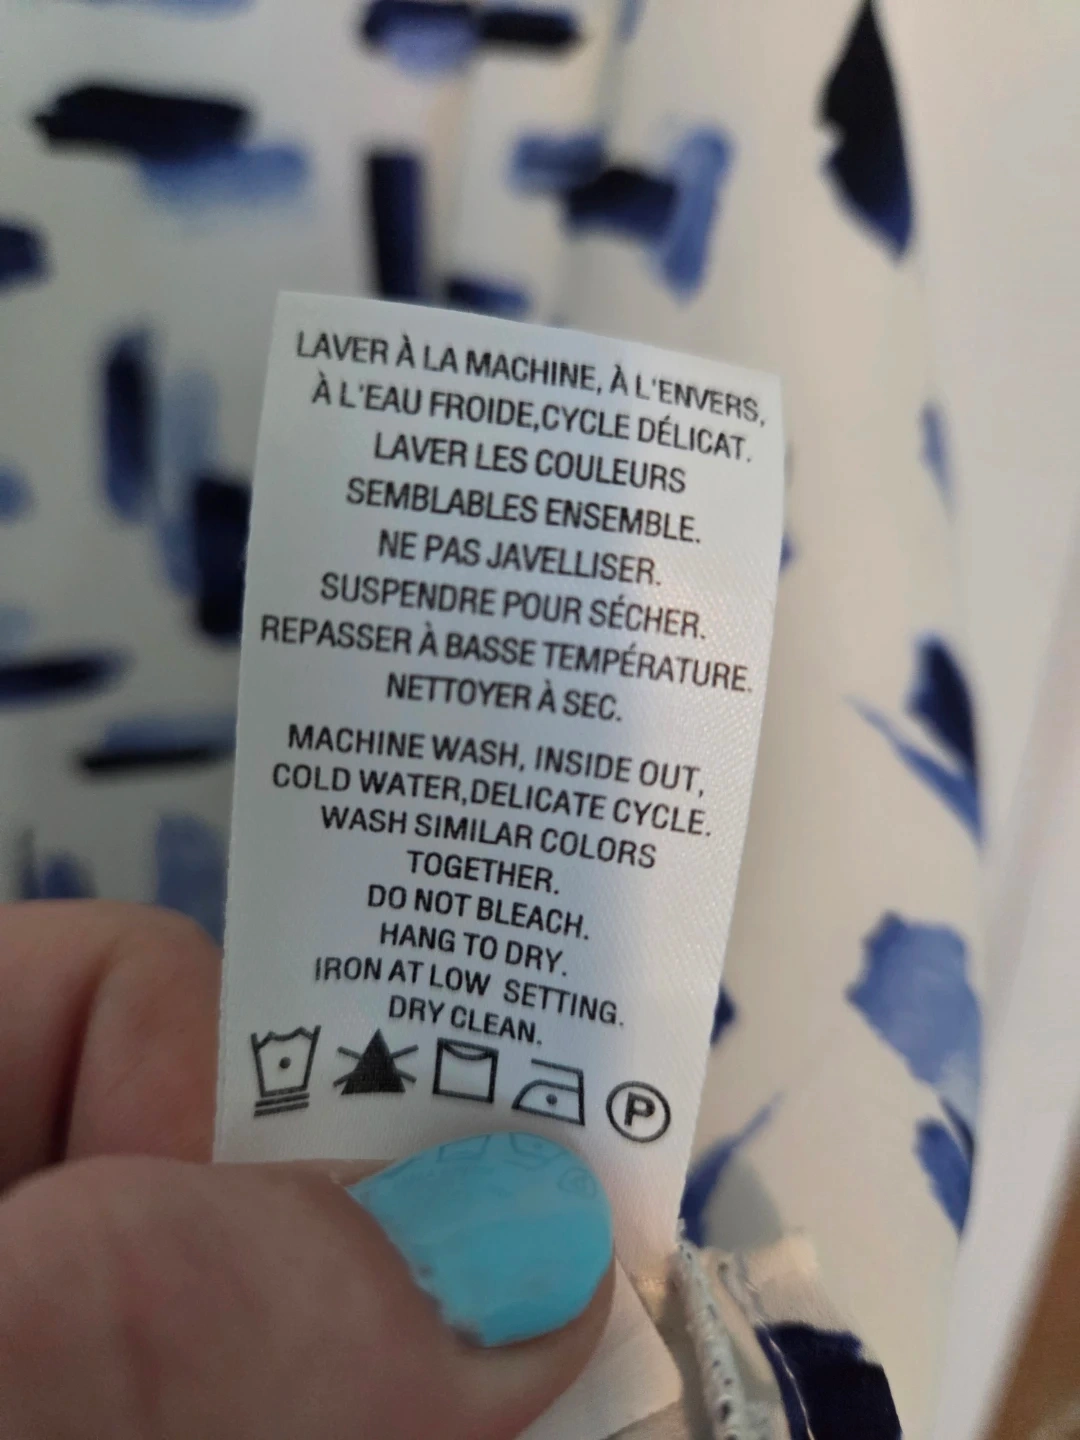 LAVER À LA MACHINE, À L'ENVERS,
À L'EAU FROIDE,CYCLE DÉLICAT.
LAVER LES COULEURS
SEMBLABLES ENSEMBLE.
NE PAS JAVELLISER.
SUSPENDRE POUR SÉCHER.
REPASSER À BASSE TEMPÉRATURE.
NETTOYER À SEC.
MACHINE WASH, INSIDE OUT,
COLD WATER,DELICATE CYCLE.
WASH SIMILAR COLORS
TOGETHER.
DO NOT BLEACH.
HANG TO DRY.
IRON AT LOW SETTING.
DRY CLEAN.
P